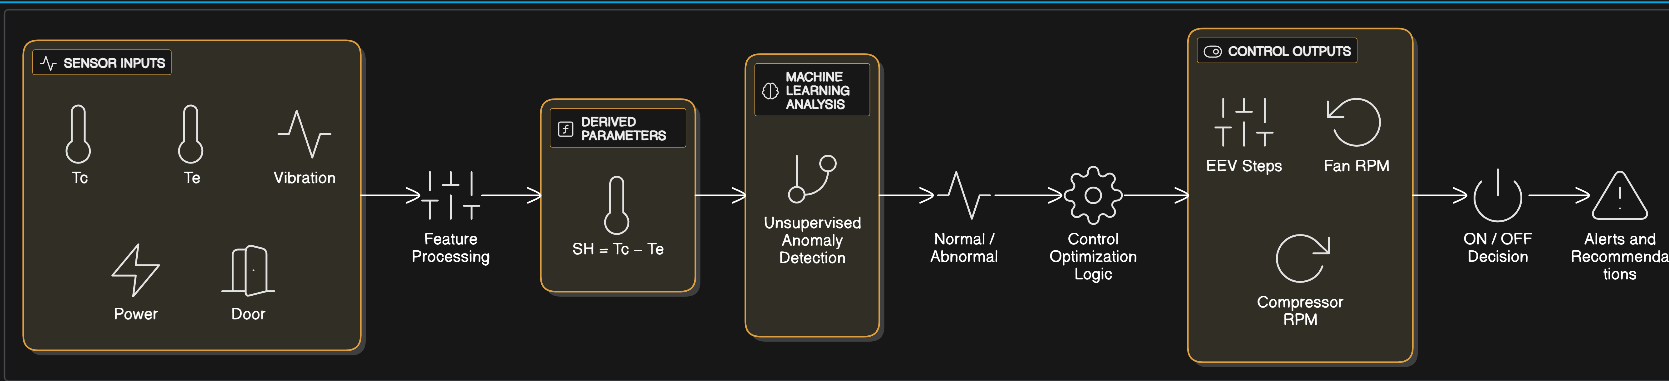 SENSOR INPUTS
Tc
Te
Vibration
Power
Door
Feature
Processing
DERIVED
PARAMETERS
SH = Tc – Te
MACHINE
LEARNING
ANALYSIS
Unsupervised
Anomaly
Detection
Normal /
Abnormal
Control
Optimization
Logic
CONTROL OUTPUTS
EEV Steps
Fan RPM
Compressor
RPM
ON / OFF
Decision
Alerts and
Recommenda
tions